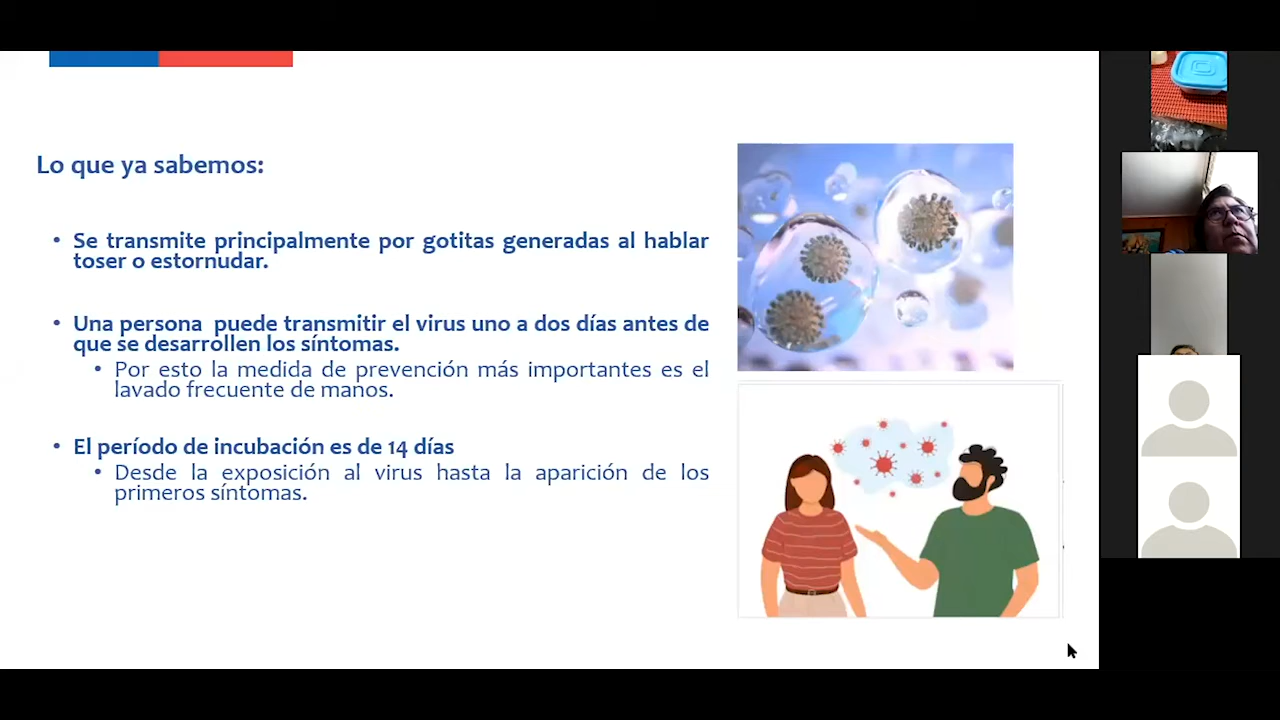 Lo que ya sabemos:
• Se transmite principalmente por gotitas generadas al hablar
toser o estornudar.
• Una persona puede transmitir el virus uno a dos días antes de
que se desarrollen los síntomas.
• Por esto la medida de prevención más importantes es el
lavado frecuente de manos.
• El período de incubación es de 14 días
• Desde la exposición al virus hasta la aparición de los
primeros síntomas.